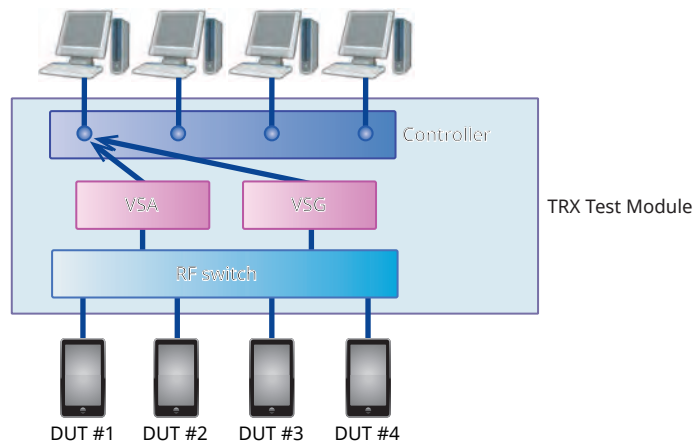 Controller
VSA
VSG
TRX Test Module
RF switch
DUT #1
DUT #2
DUT #3
DUT #4